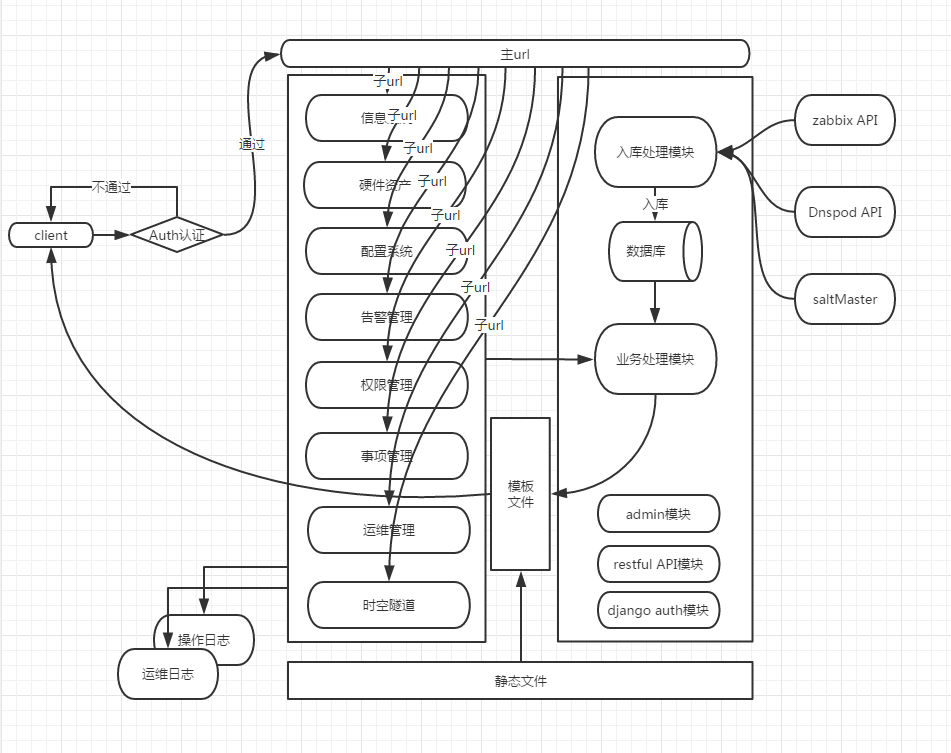 主url
子url
子url
子url
子url
子url
子url
子url
子url
信息
硬件资产
配置系统
告警管理
权限管理
事项管理
运维管理
时空隧道
通过
不通过
client
Auth认证
入库处理模块
入库
数据库
业务处理模块
zabbix API
Dnspod API
saltMaster
模板
文件
admin模块
restful API模块
django auth模块
操作日志
运维日志
静态文件